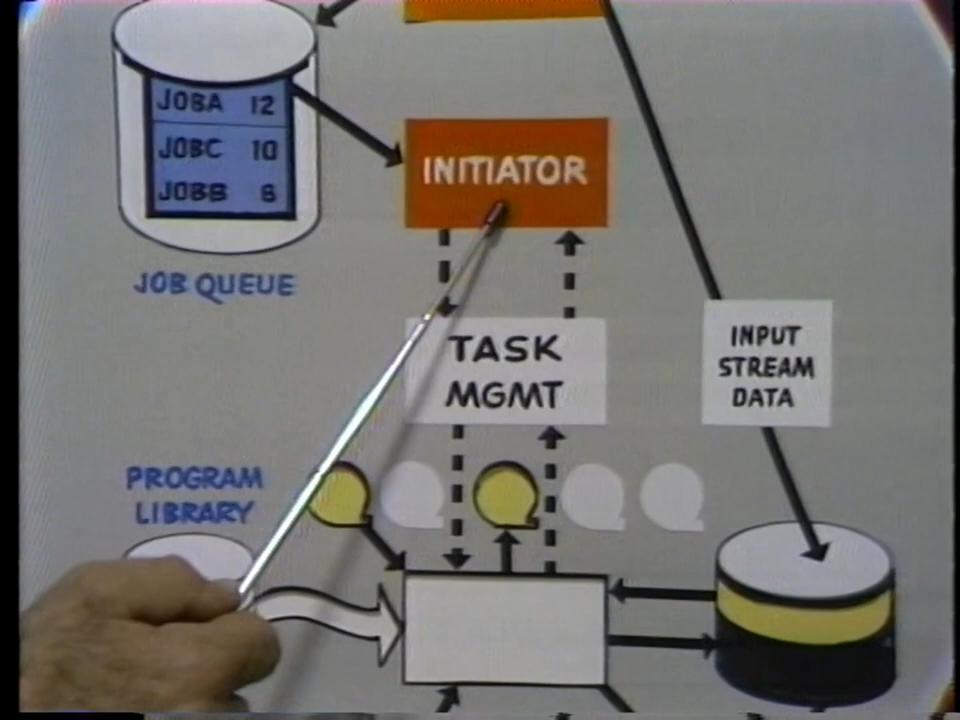 JOBA 12
JOBC 10
JOBB 6
JOB QUEUE
INITIATOR
TASK
MGMT
INPUT
STREAM
DATA
PROGRAM
LIBRARY